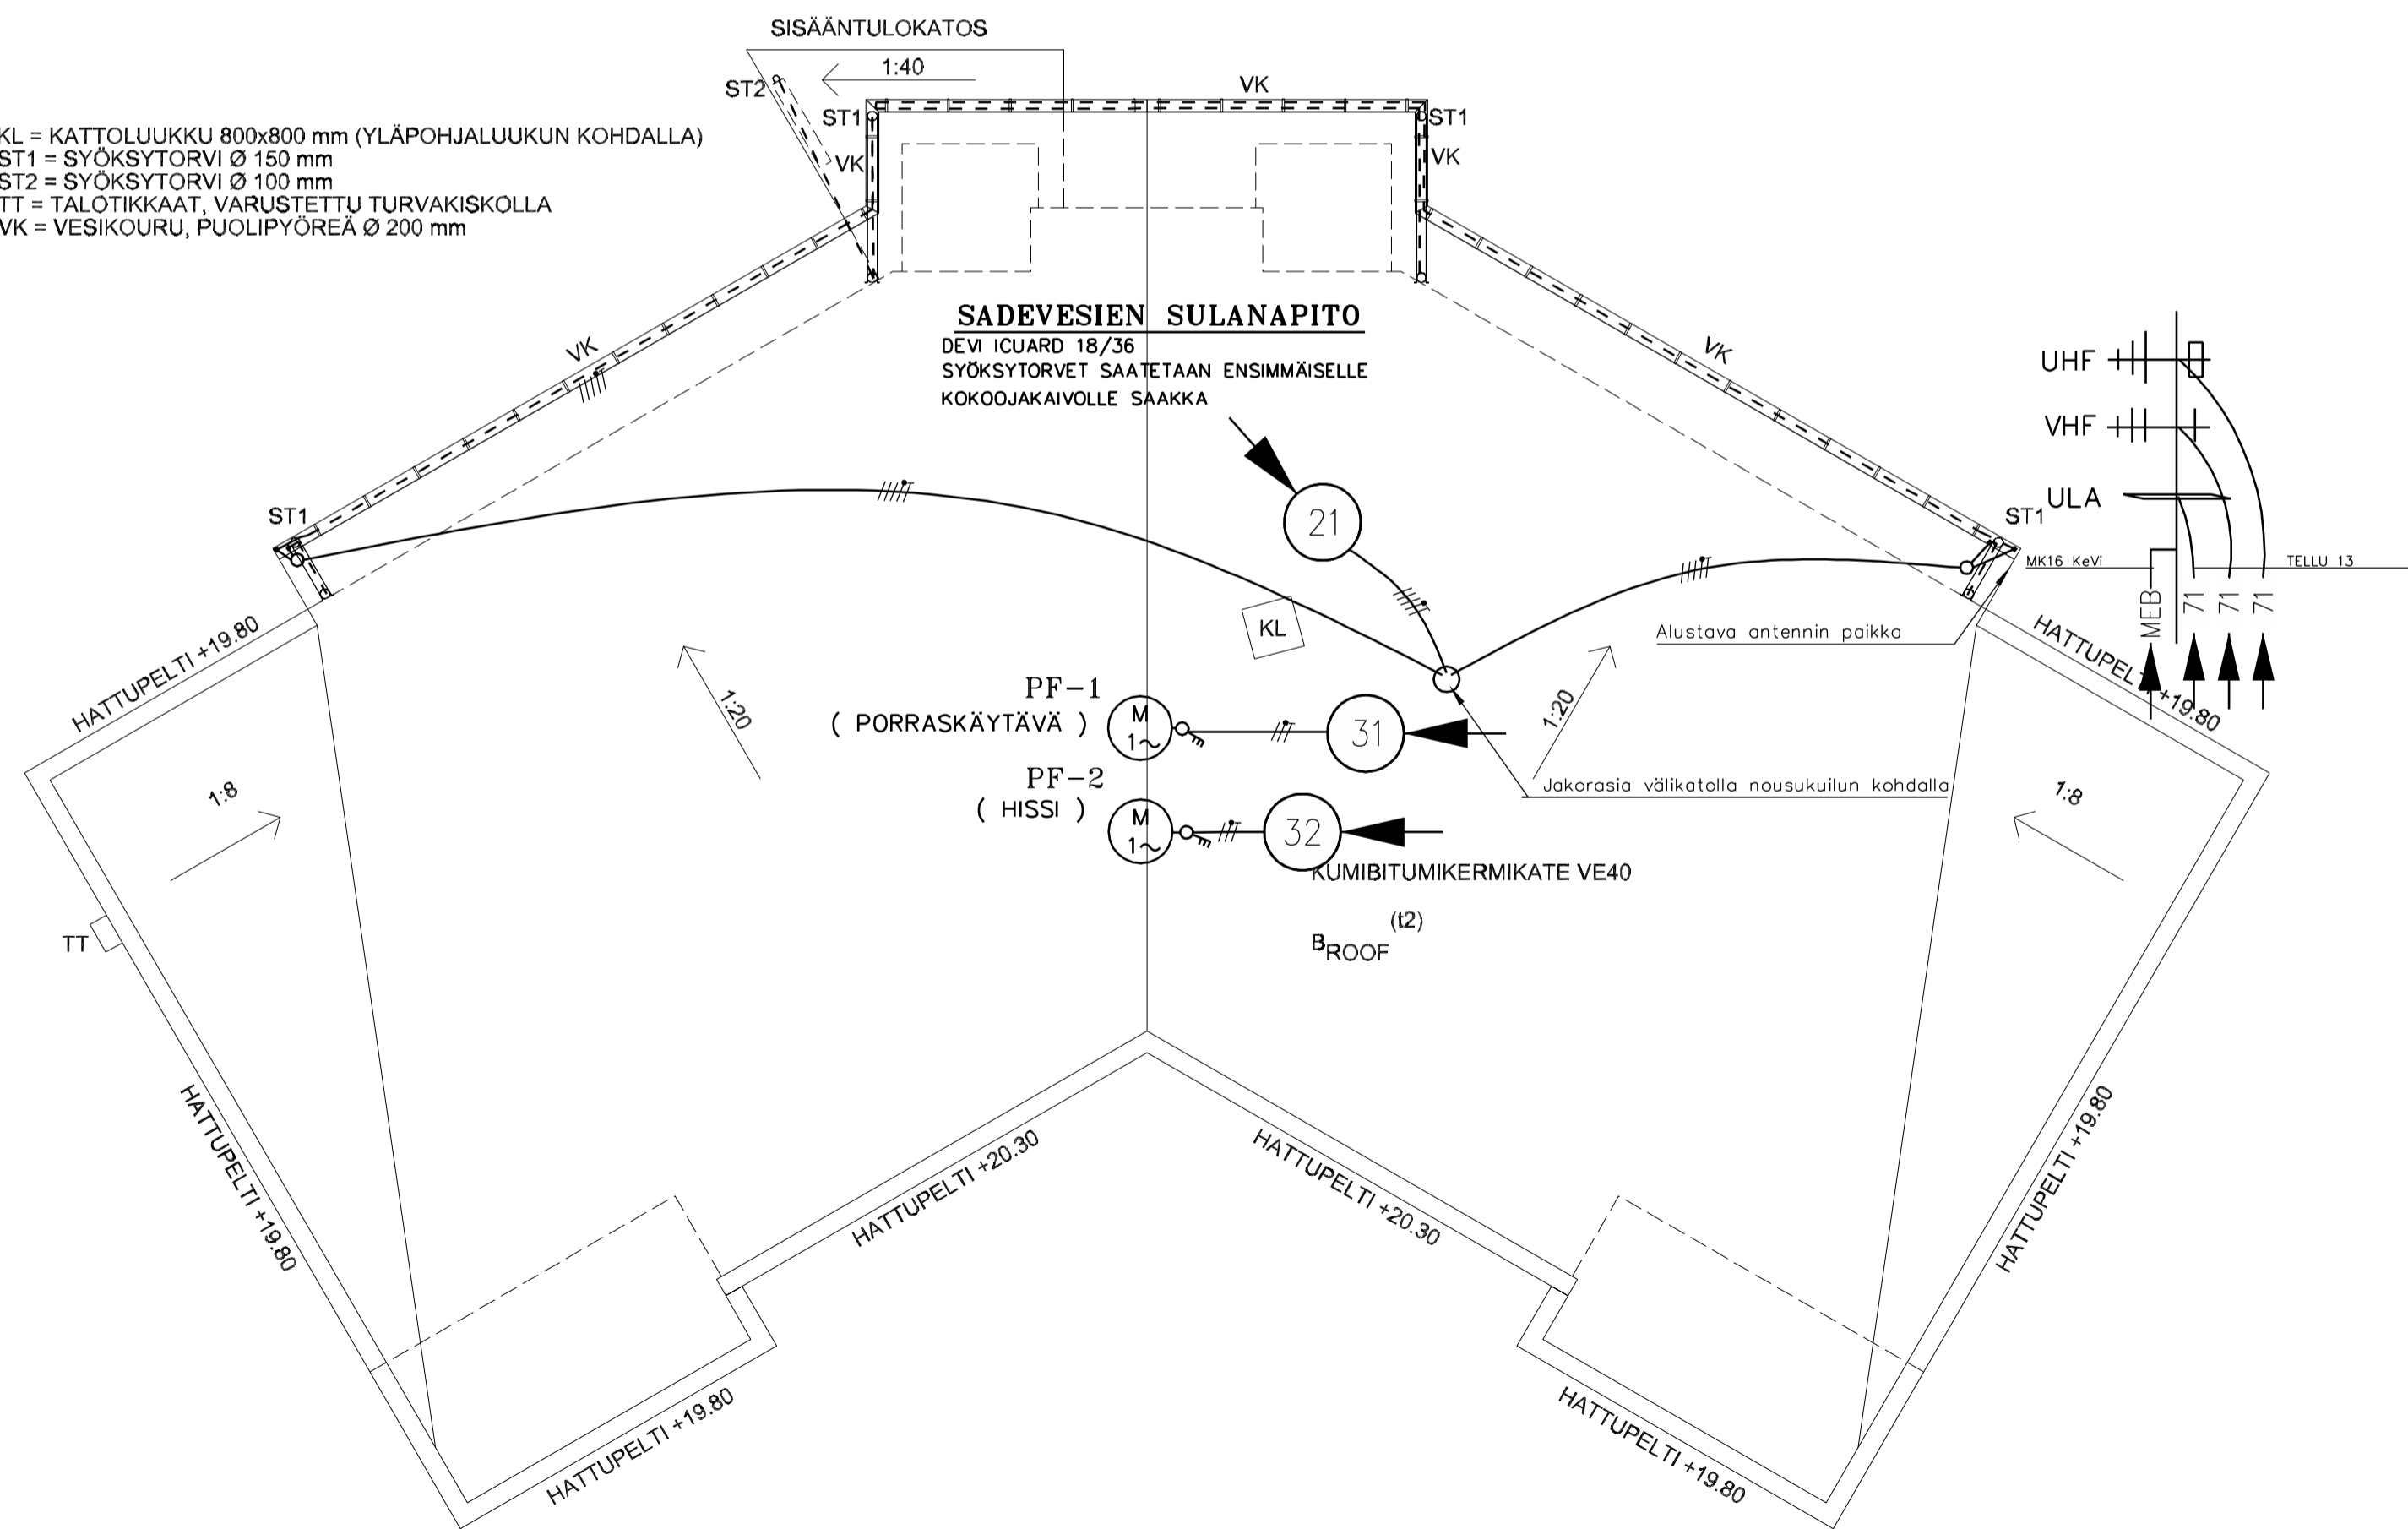 SISÄÄNTULOKATOS
1:40
ST2
VK
ST1
ST1
KL = KATTOLUUKKU 800x800 mm (YLÄPOHJALUUKUN KOHDALLA)
ST1 = SYÖKSYTORVI Ø 150 mm
ST2 = SYÖKSYTORVI Ø 100 mm
TT = TALOTIKKAAT, VARUSTETTU TURVAKISKOLLA
VK = VESIKOURU, PUOLIPYÖREÄ Ø 200 mm
VK
VK
SADEVESIEN SULANAPITO
DEVI ICUARD 18/36
SYÖKSYTORVET SAATETAAN ENSIMMÄISELLE
KOKOOJAKAIVOLLE SAAKKA
VK
VK
UHF
VHF
ULA
ST1
ST1
21
MK16 KeVi
TELLU 13
MEB
71
71
71
KL
Alustava antennin paikka
HATTUPELTI +19.80
HATTUPELTI +19.80
1:20
1:20
PF-1
( PORRASKÄYTÄVÄ )
M
1~
31
PF-2
( HISSI )
M
1~
32
Jakorasia välikatolla nousukuilun kohdalla
1:8
1:8
KUMIBITUMIKERMIKATE VE40
(t2)
BROOF
TT
HATTUPELTI +19.80
HATTUPELTI +20.30
HATTUPELTI +20.30
HATTUPELTI +19.80
HATTUPELTI +19.80
HATTUPELTI +19.80